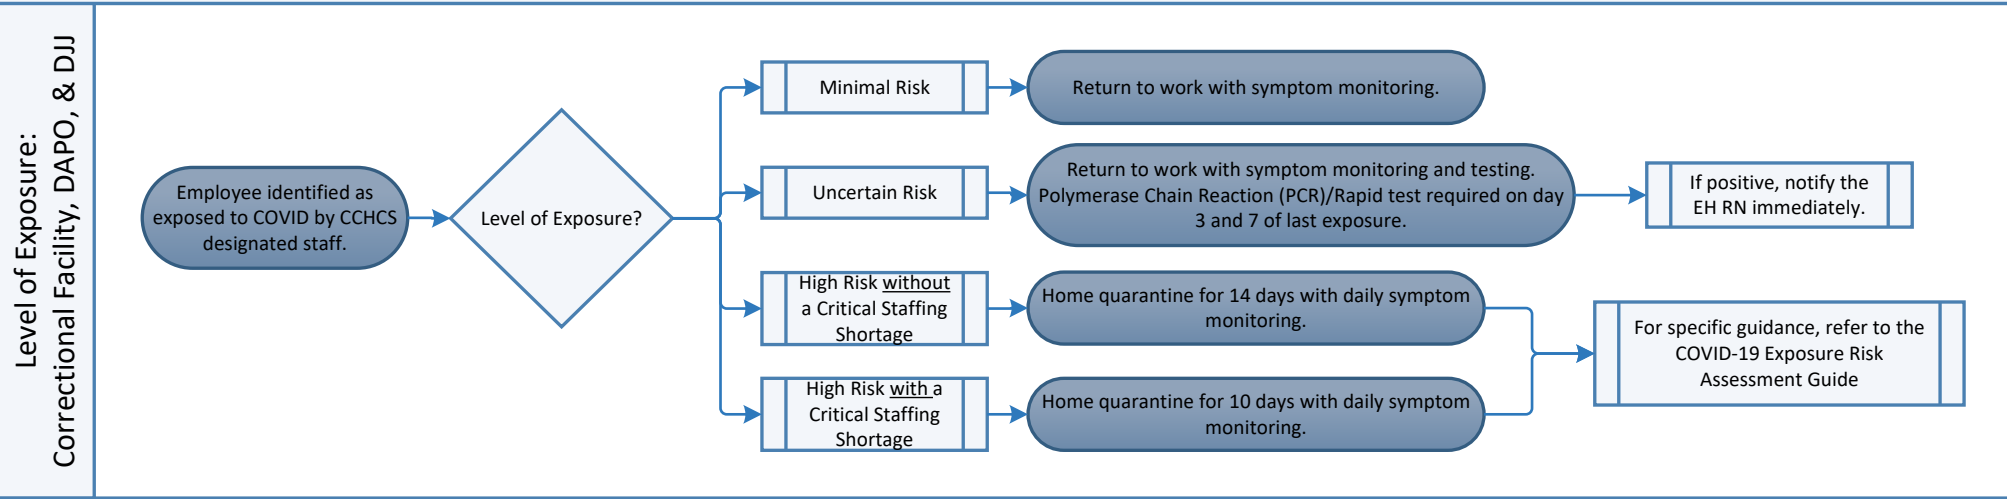 Level of Exposure:
Correctional Facility, DAPO, & DJJ
Employee identified as
exposed to COVID by CCHCS
designated staff.
Level of Exposure?
Minimal Risk
Return to work with symptom monitoring.
Uncertain Risk
Return to work with symptom monitoring and testing.
Polymerase Chain Reaction (PCR)/Rapid test required on day
3 and 7 of last exposure.
If positive, notify the
EH RN immediately.
High Risk without
a Critical Staffing
Shortage
Home quarantine for 14 days with daily symptom
monitoring.
High Risk with a
Critical Staffing
Shortage
Home quarantine for 10 days with daily symptom
monitoring.
For specific guidance, refer to the
COVID-19 Exposure Risk
Assessment Guide